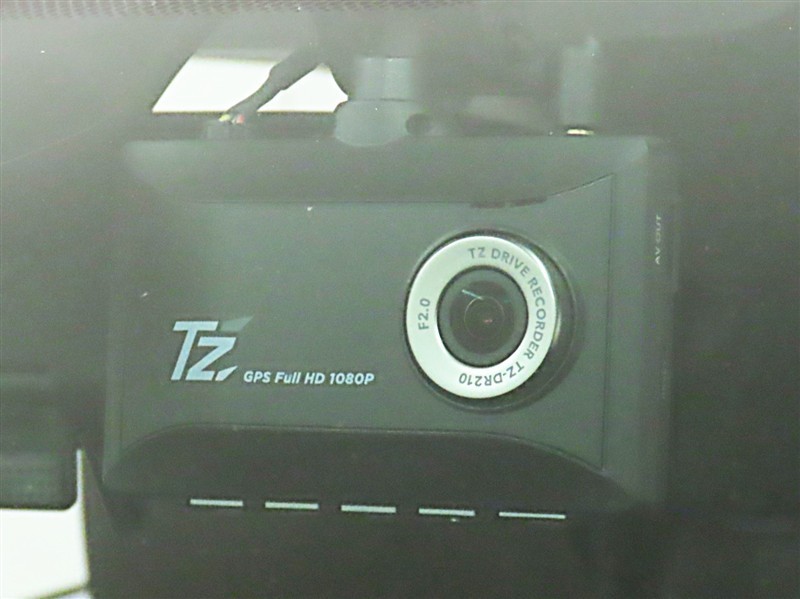 AV OUT
TZ DRIVE RECORDER TZ-DR210
F2.0
TZ
GPS Full HD 1080P